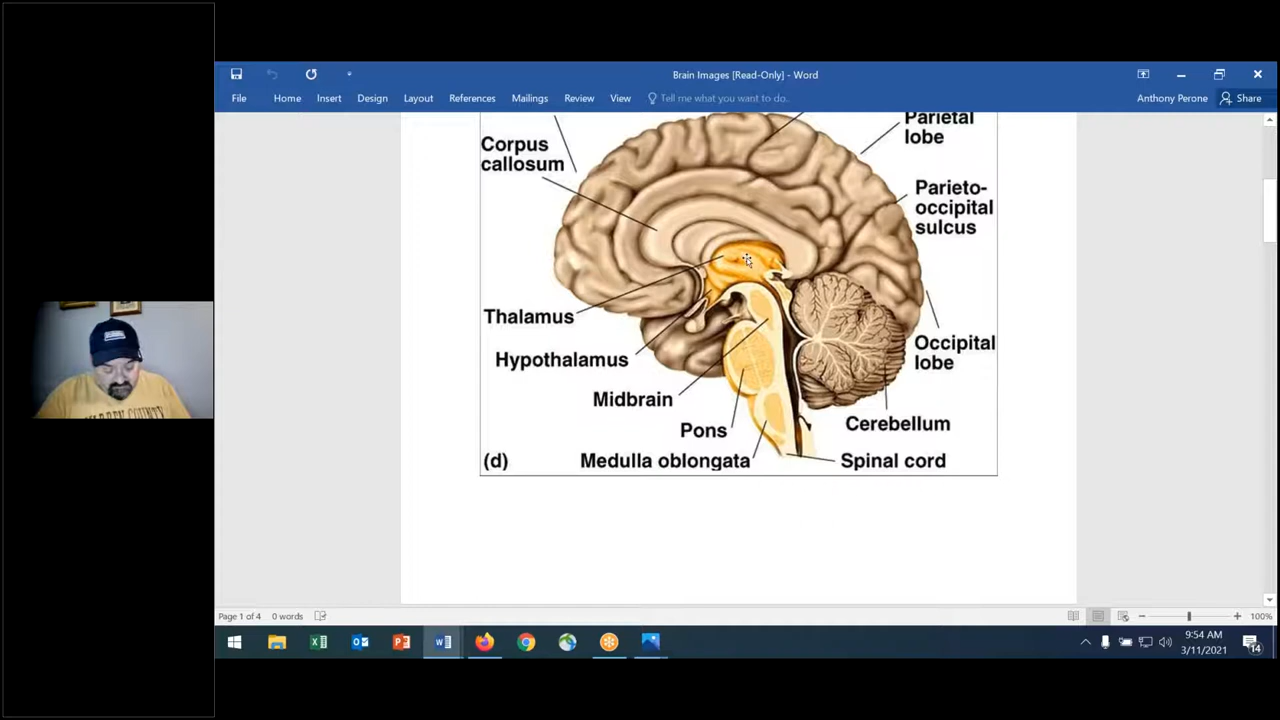 Brain Images [Read-Only] - Word
File Home Insert Design Layout References Mailings Review View Tell me what you want to do.. Anthony Perone Share
Parietal
lobe
Corpus
callosum
Parieto-
occipital
sulcus
Thalamus
Hypothalamus
Occipital
lobe
Midbrain
Pons
Cerebellum
(d)
Medulla oblongata
Spinal cord
Page 1 of 4 0 words
100%
9:54 AM
3/11/2021
14